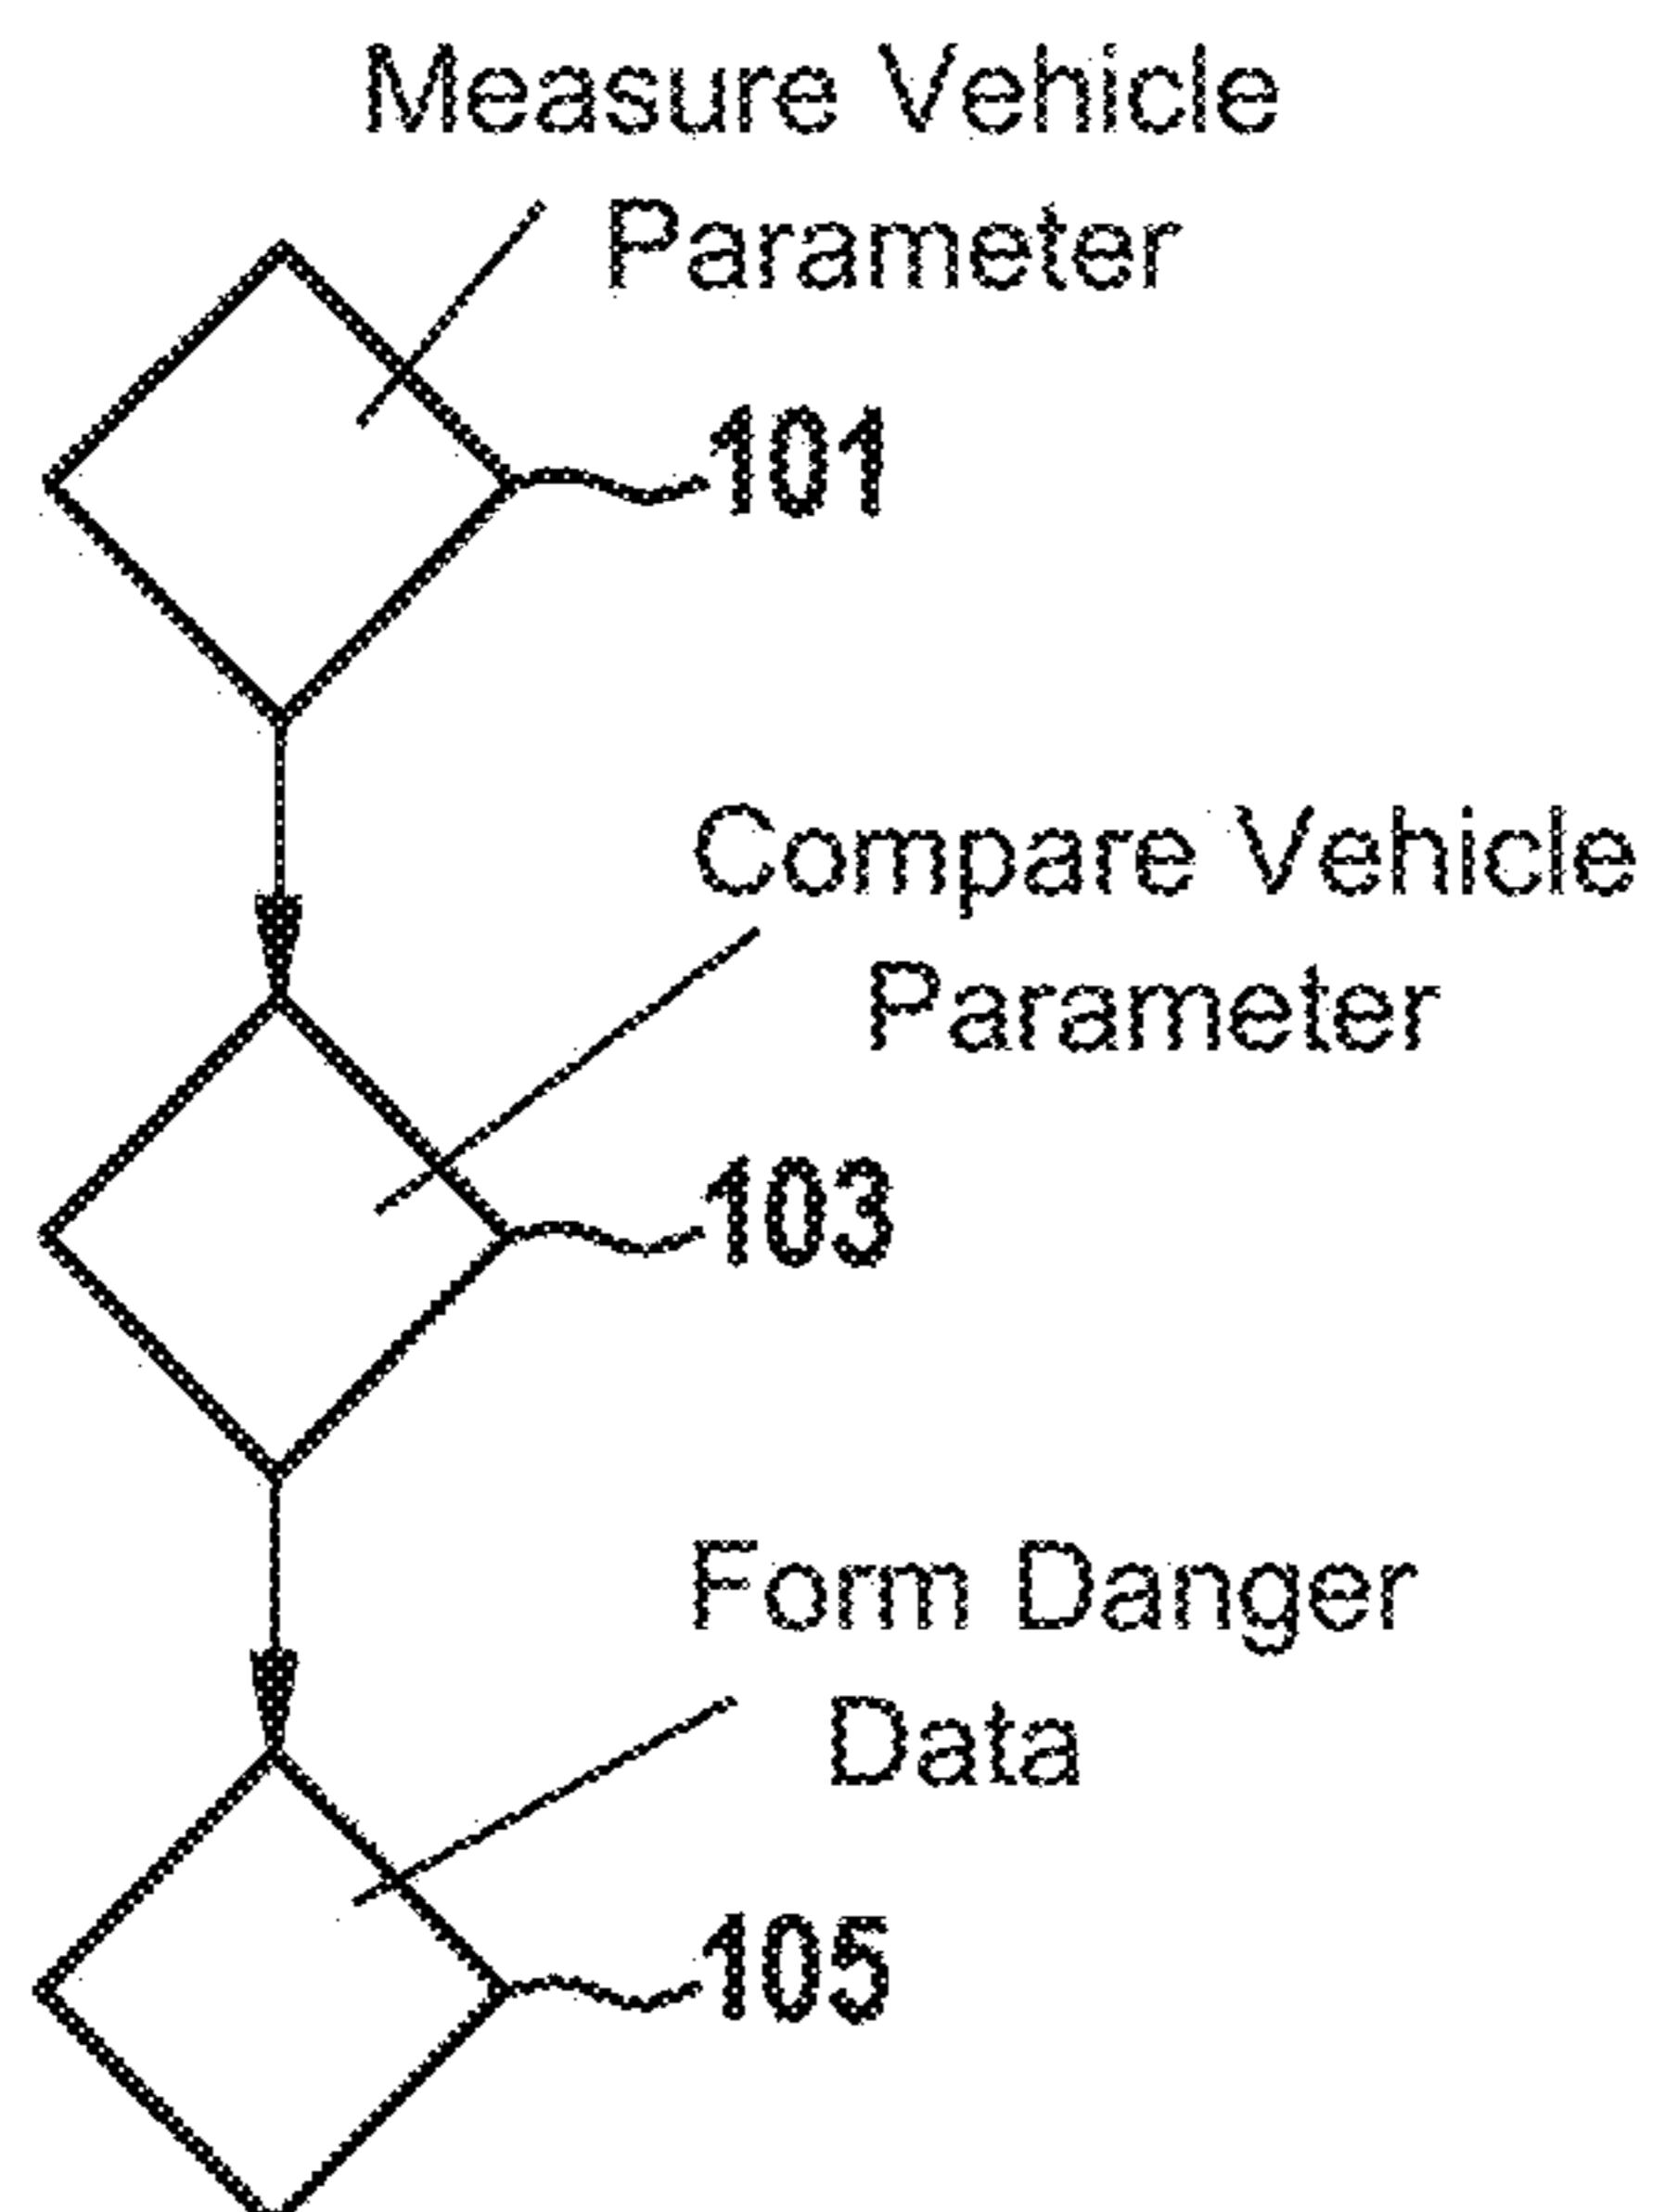 Measure Vehicle
Parameter
101
Compare Vehicle
Parameter
103
Form Danger
Data
105